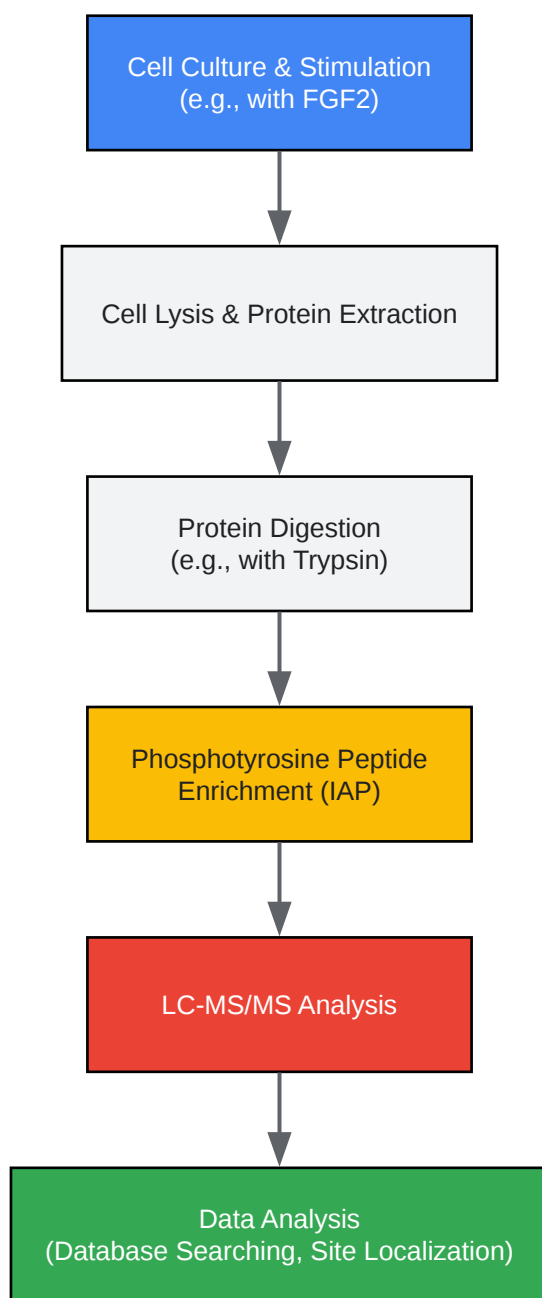 Cell Culture & Stimulation
(e.g., with FGF2)
Cell Lysis & Protein Extraction
Protein Digestion
(e.g., with Trypsin)
Phosphotyrosine Peptide
Enrichment (IAP)
LC-MS/MS Analysis
Data Analysis
(Database Searching, Site Localization)